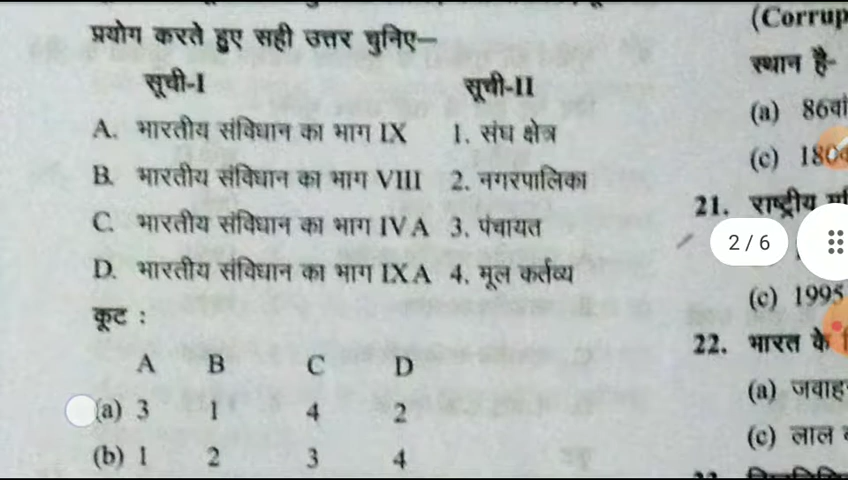 प्रयोग करते हुए सही उत्तर चुनिए—
सूची-I सूची-II
A. भारतीय संविधान का भाग IX 1. संघ क्षेत्र
B. भारतीय संविधान का भाग VIII 2. नगरपालिका
C. भारतीय संविधान का भाग IVA 3. पंचायत
D. भारतीय संविधान का भाग IXA 4. मूल कर्तव्य
कूट :
A B C D
(a) 3 1 4 2
(b) 1 2 3 4
(Corrup
स्थान है-
(a) 86वां
(c) 180
21. राष्ट्रीय
2 / 6
(c) 1995
22. भारत के
(a) जवाह
(c) लाल